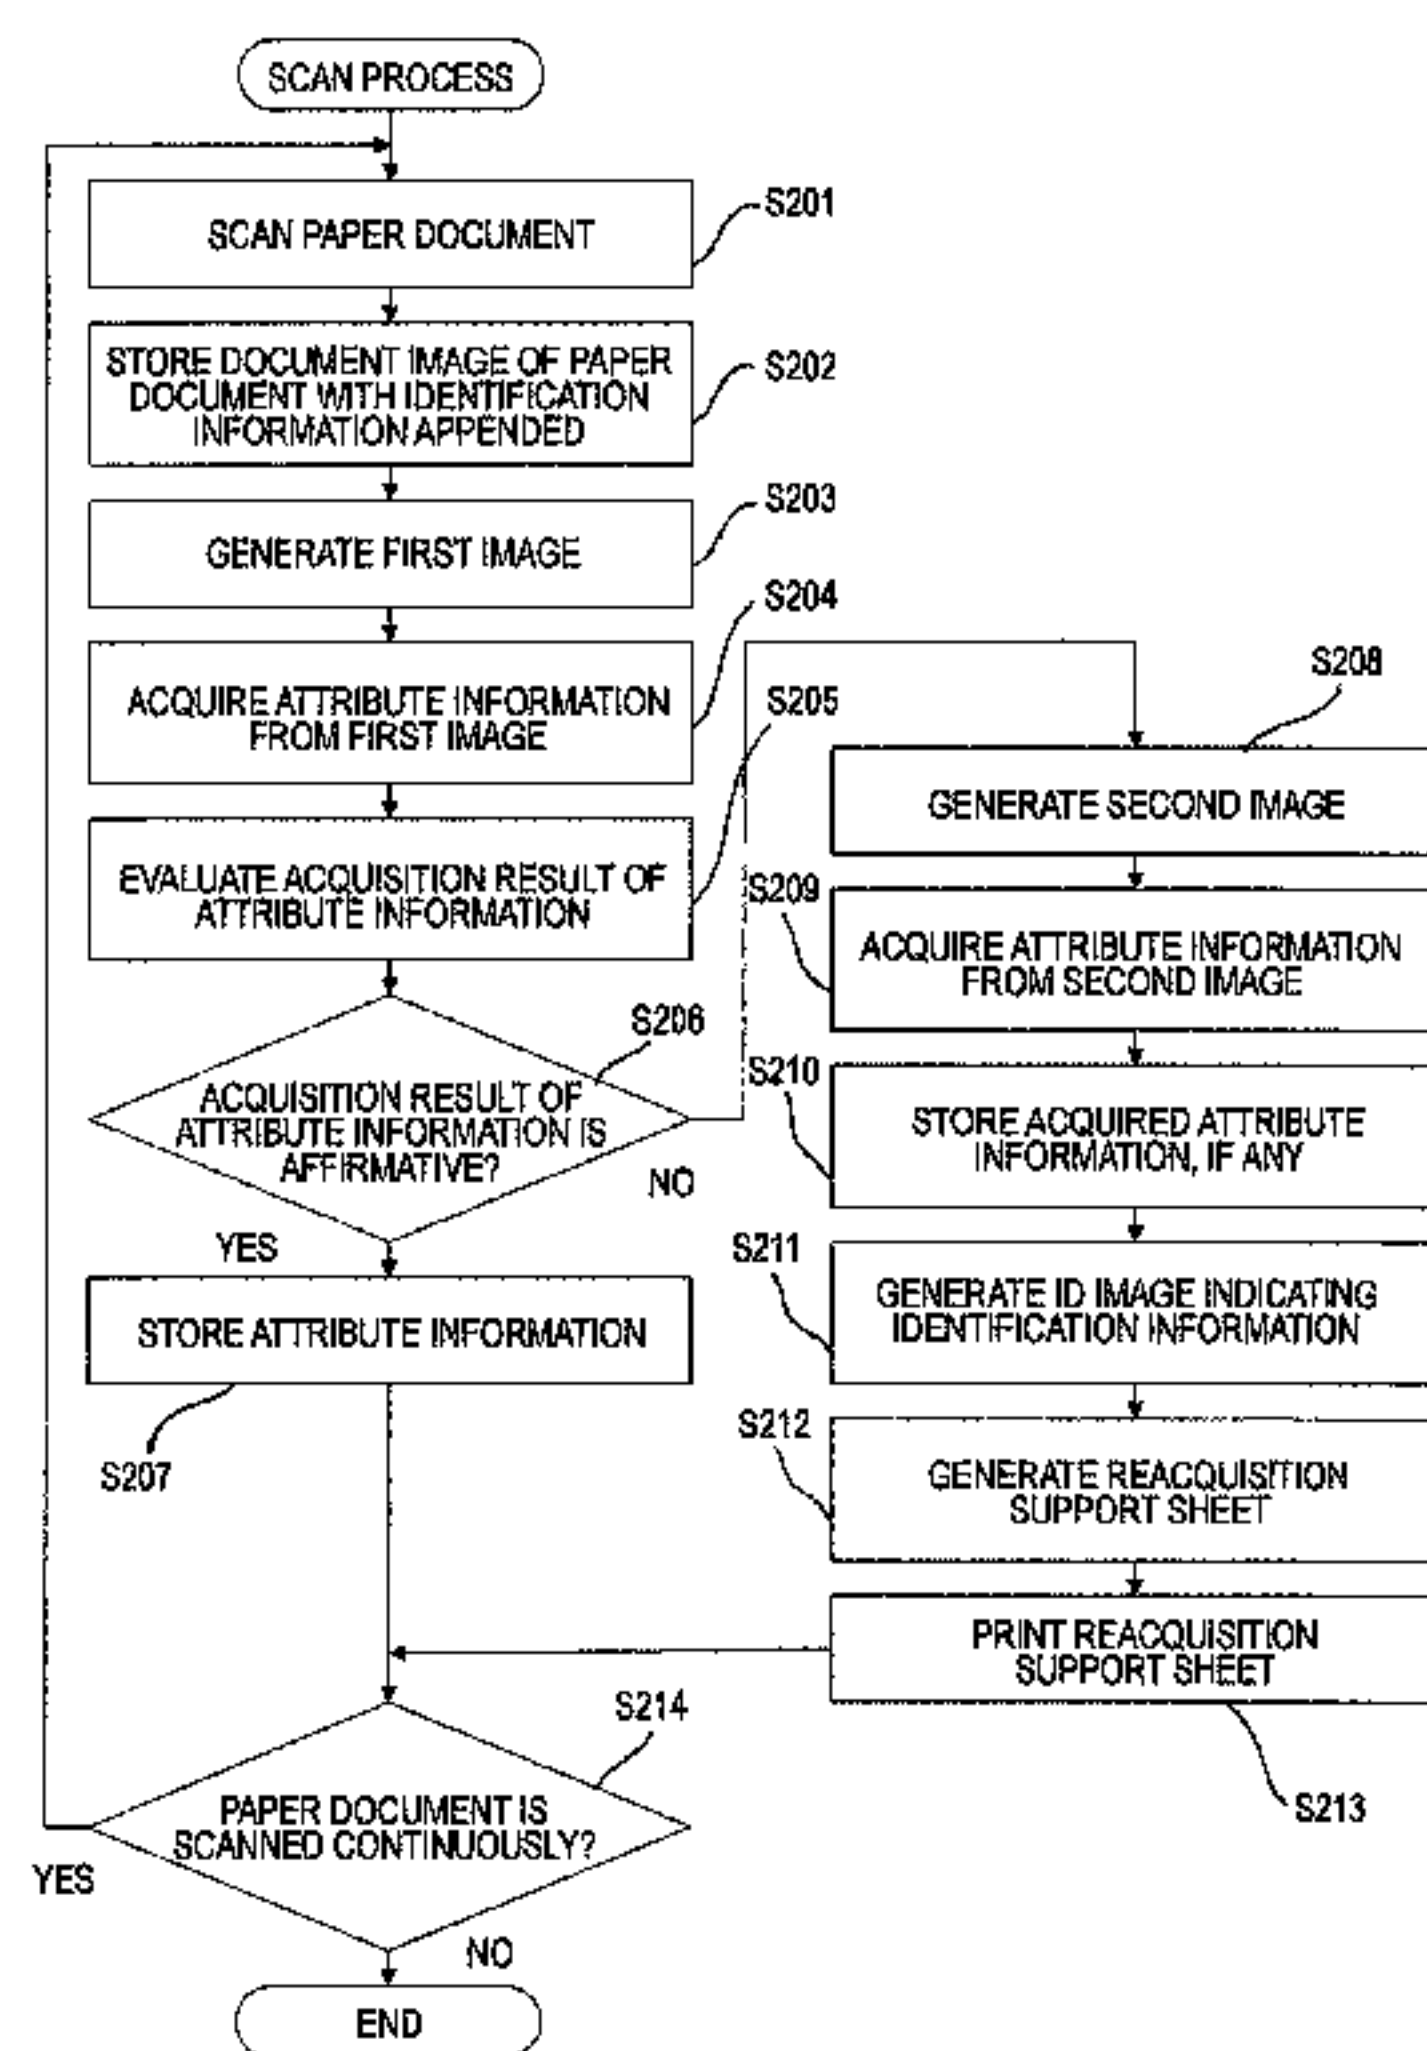 SCAN PROCESS
SCAN PAPER DOCUMENT
S201
STORE DOCUMENT IMAGE OF PAPER
DOCUMENT WITH IDENTIFICATION
INFORMATION APPENDED
S202
GENERATE FIRST IMAGE
S203
ACQUIRE ATTRIBUTE INFORMATION
FROM FIRST IMAGE
S204
EVALUATE ACQUISITION RESULT OF
ATTRIBUTE INFORMATION
S205
ACQUISITION RESULT OF
ATTRIBUTE INFORMATION IS
AFFIRMATIVE?
S206
NO
YES
STORE ATTRIBUTE INFORMATION
S207
S208
GENERATE SECOND IMAGE
S209
ACQUIRE ATTRIBUTE INFORMATION
FROM SECOND IMAGE
S210
STORE ACQUIRED ATTRIBUTE
INFORMATION, IF ANY
S211
GENERATE ID IMAGE INDICATING
IDENTIFICATION INFORMATION
S212
GENERATE REACQUISITION
SUPPORT SHEET
PRINT REACQUISITION
SUPPORT SHEET
S213
S214
PAPER DOCUMENT IS
SCANNED CONTINUOUSLY?
YES
NO
END